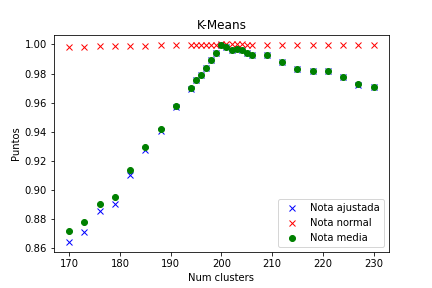 K-Means
1.00
0.98
0.96
0.94
0.92
0.90
0.88
0.86
Puntos
170
180
190
200
210
220
230
Num clusters
Nota ajustada
Nota normal
Nota media